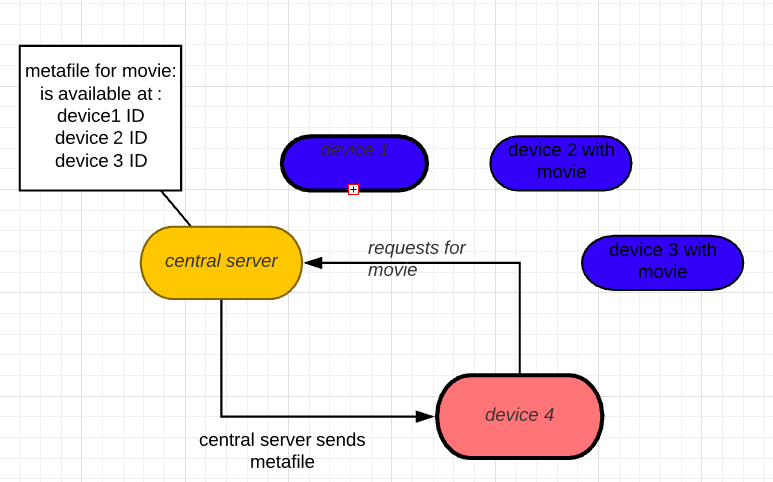 metafile for movie:
is available at :
device1 ID
device 2 ID
device 3 ID
device 1
device 2 with
movie
device 3 with
movie
central server
requests for
movie
device 4
central server sends
metafile